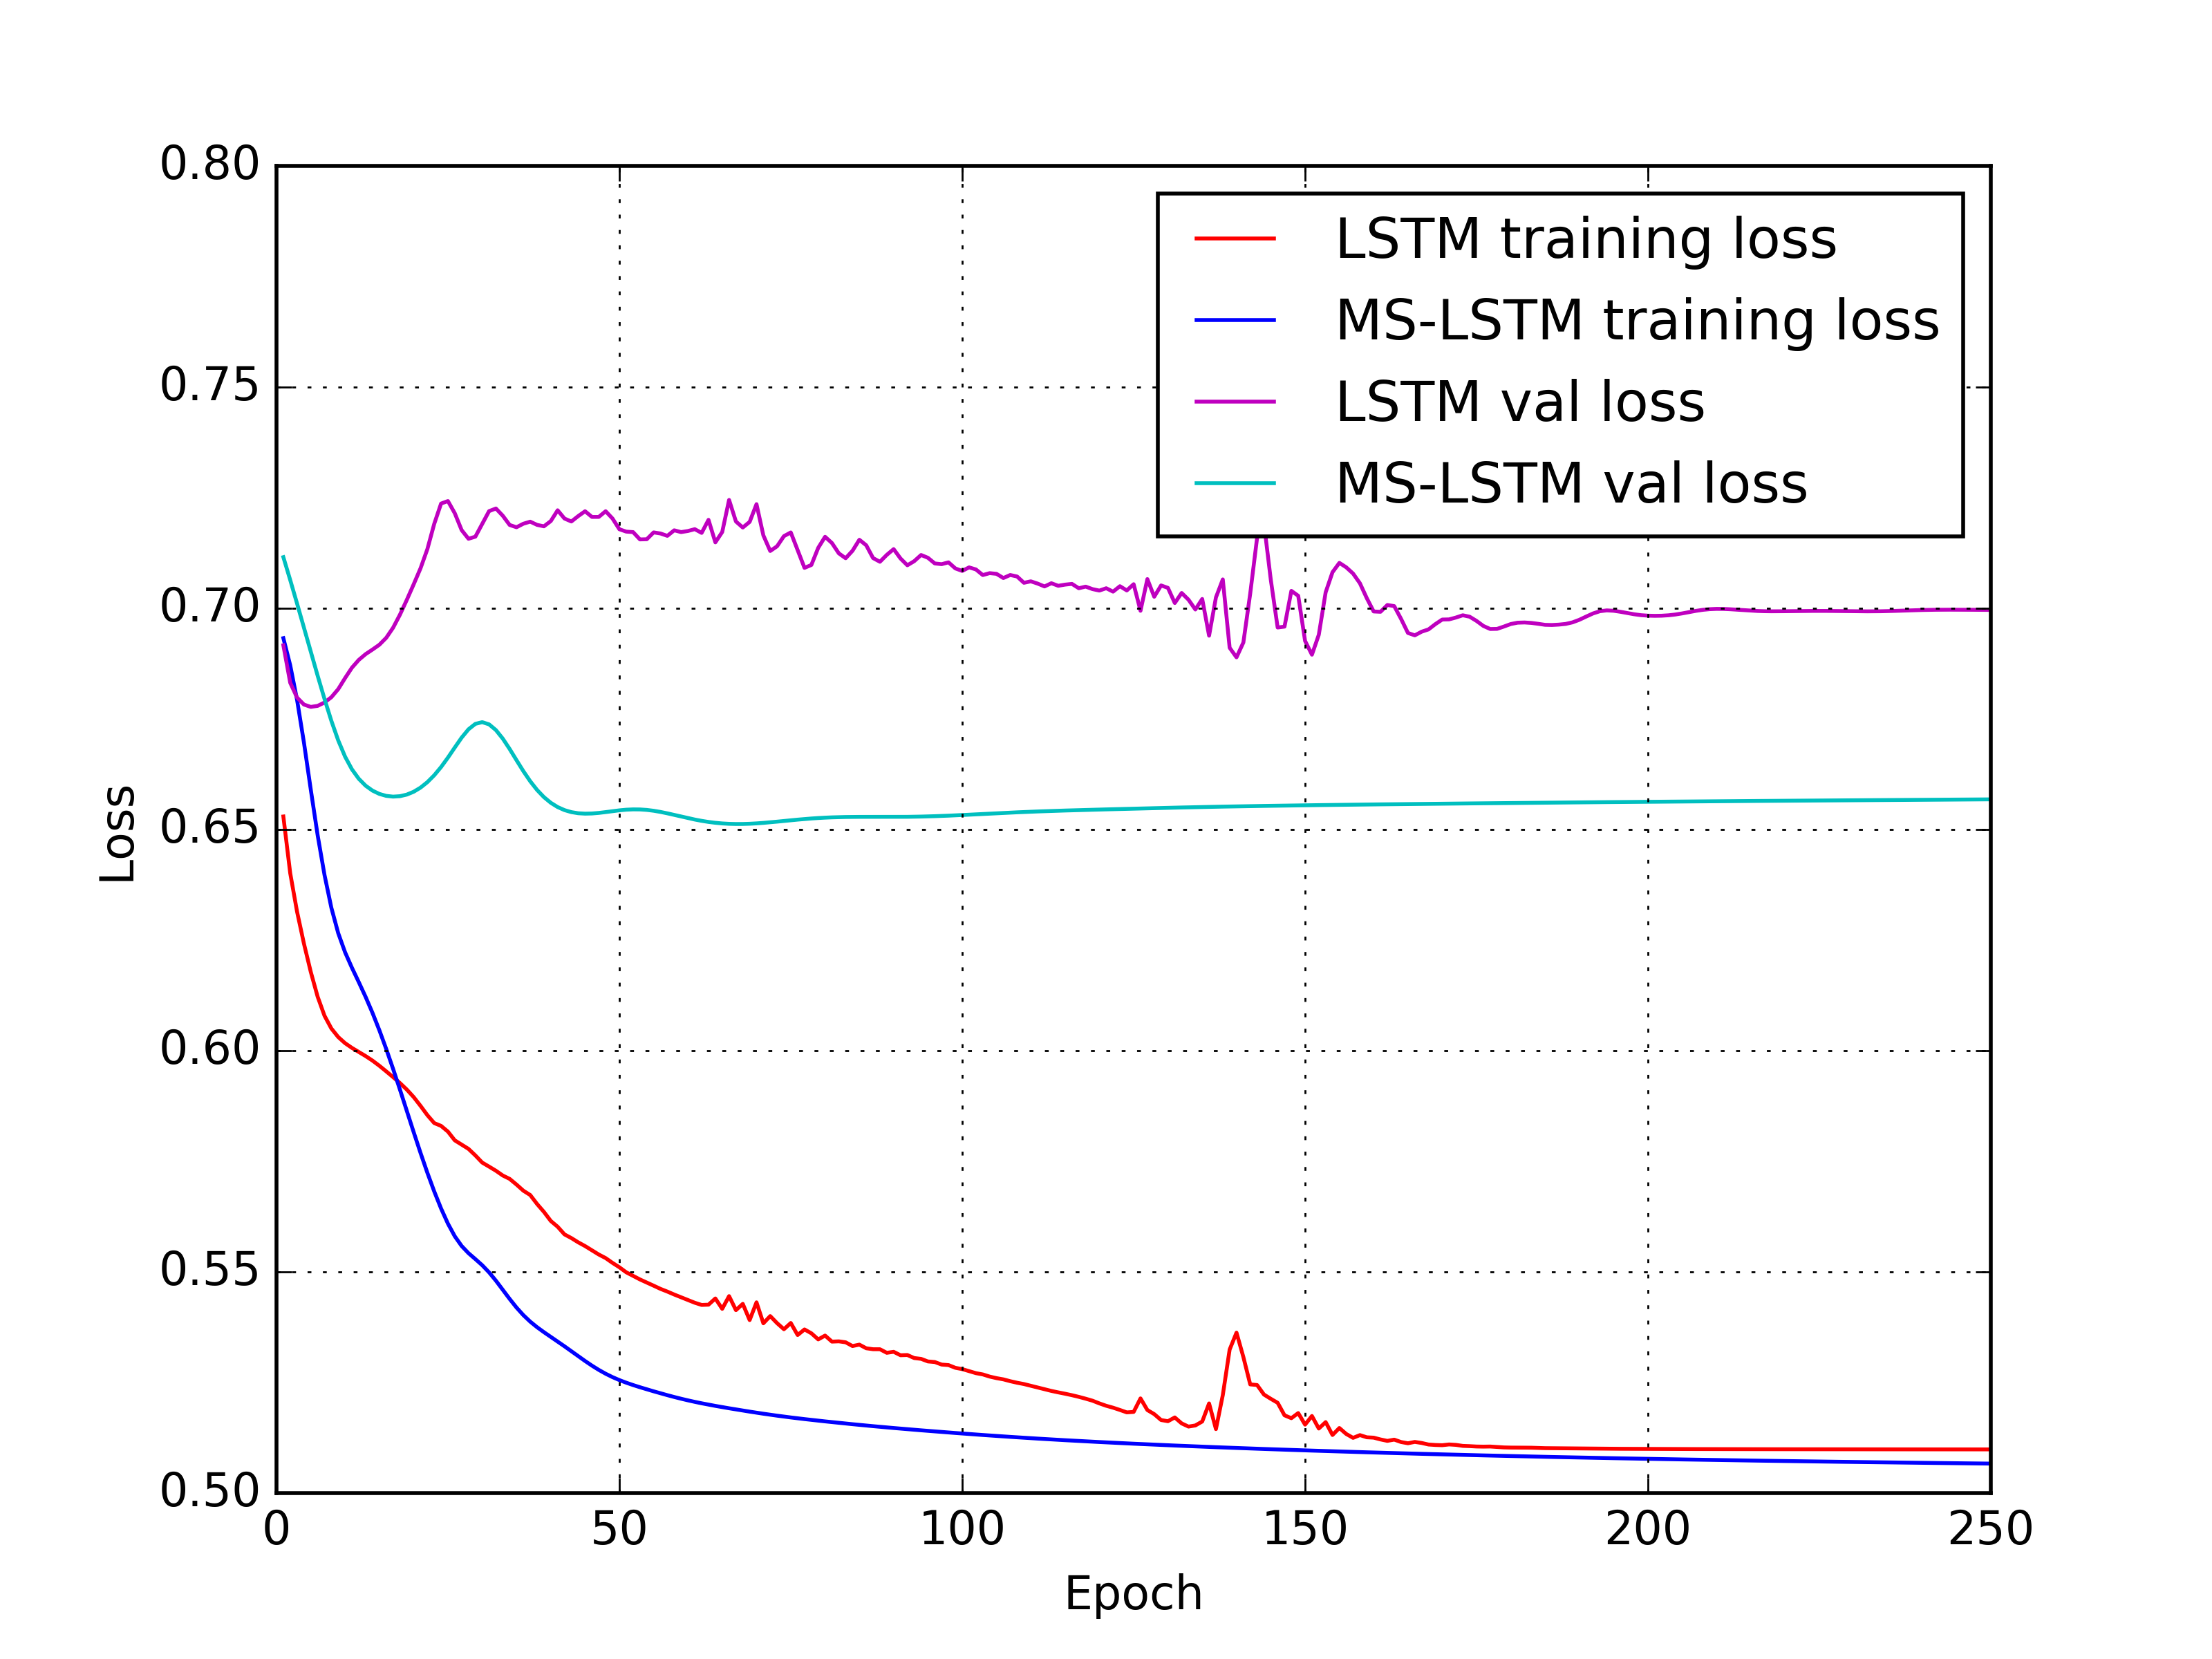 0.80
0.75
0.70
0.65
0.60
0.55
0.50
Loss
LSTM training loss
MS-LSTM training loss
LSTM val loss
MS-LSTM val loss
0 50 100 150 200 250
Epoch